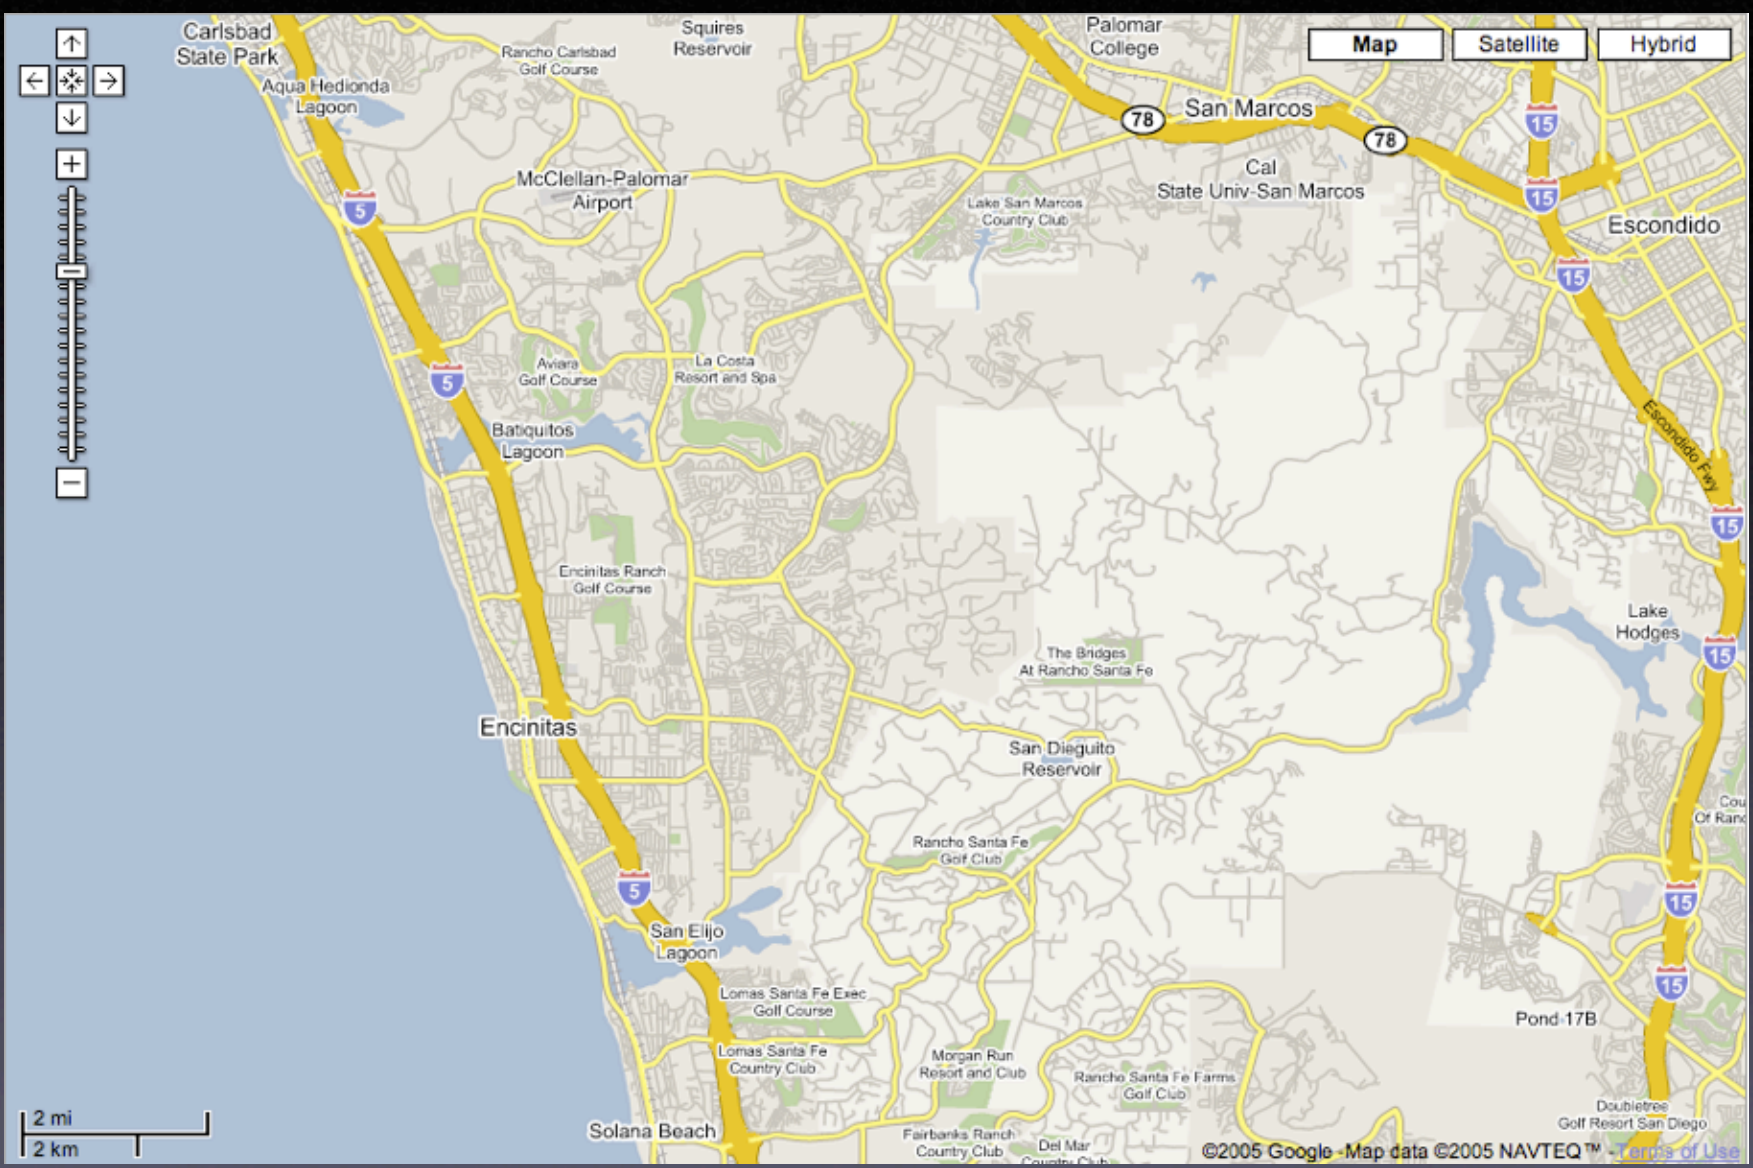 Carlsbad
State Park
Squires
Reservoir
Palomar
College
Map
Satellite
Hybrid
Rancho Carlsbad
Golf Course
Aqua Hedionda
Lagoon
78
San Marcos
15
78
McClellan-Palomar
Airport
Cal
State Univ-San Marcos
15
5
Lake San Marcos
Country Club
Escondido
15
5
Aviara
Golf Course
La Costa
Resort and Spa
Escondido Fwy
Batiquitos
Lagoon
15
Encinitas Ranch
Golf Course
Lake
Hodges
The Bridges
At Rancho Santa Fe
15
Encinitas
San Dieguito
Reservoir
Cou
Of Ranc
Rancho Santa Fe
Golf Club
5
15
San Elijo
Lagoon
15
Lomas Santa Fe Exec
Golf Course
Pond 17B
Lomas Santa Fe
Country Club
Morgan Run
Resort and Club
Rancho Santa Fe Farms
Golf Club
2 mi
2 km
Solana Beach
Fairbanks Ranch
Country Club
Del Mar
Country Club
Doubletree
Golf Resort San Diego
©2005 Google -Map data ©2005 NAVTEQ™ -Terms of Use